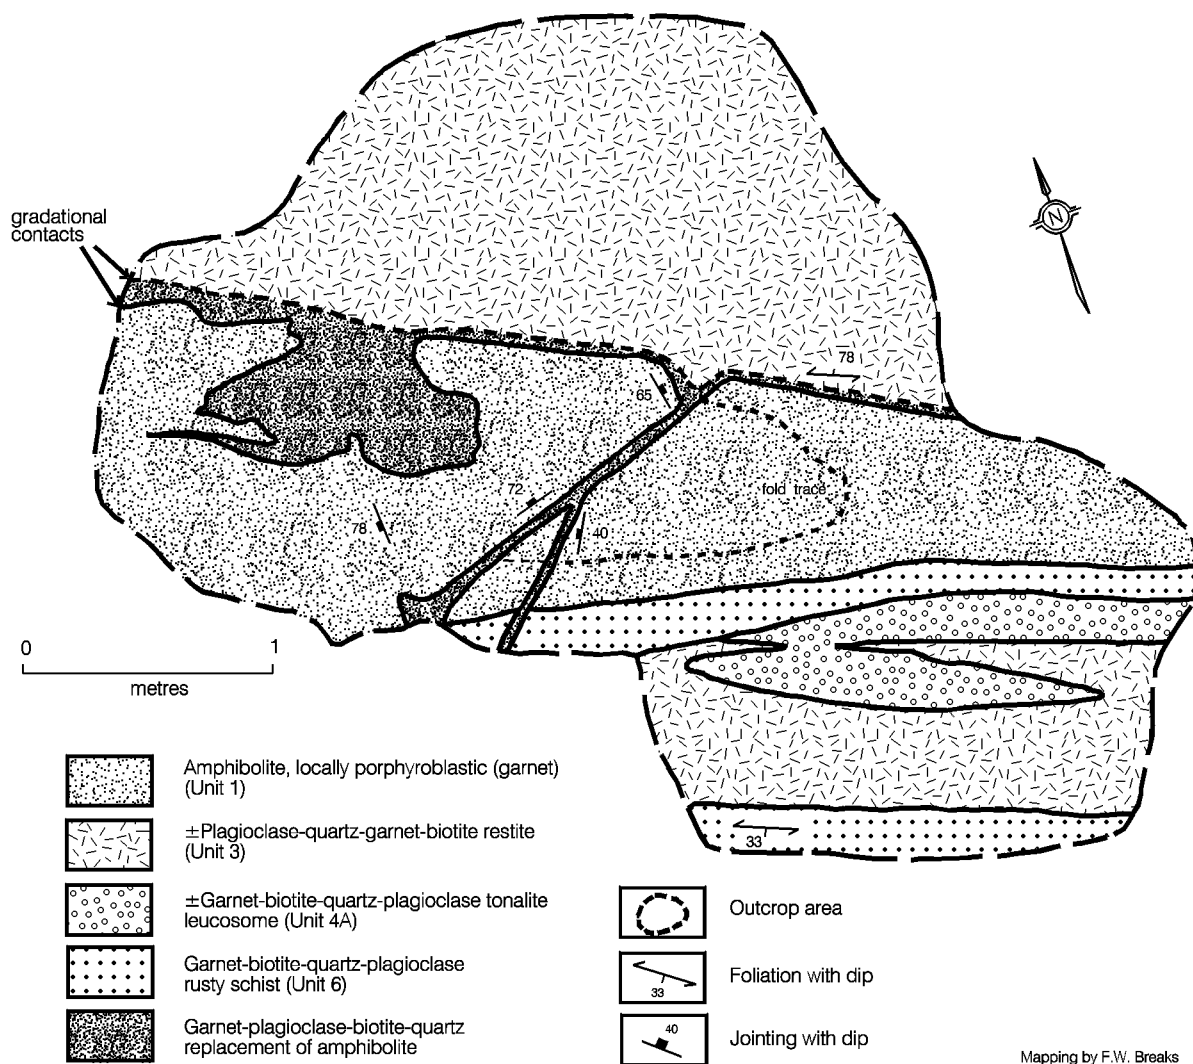 gradational
contacts
N
78
65
fold trace
72
78
40
0 1
metres
33
Amphibolite, locally porphyroblastic (garnet)
(Unit 1)
±Plagioclase-quartz-garnet-biotite restite
(Unit 3)
±Garnet-biotite-quartz-plagioclase tonalite
leucosome (Unit 4A)
Garnet-biotite-quartz-plagioclase
rusty schist (Unit 6)
Garnet-plagioclase-biotite-quartz
replacement of amphibolite
Outcrop area
33
Foliation with dip
40
Jointing with dip
Mapping by F.W. Breaks